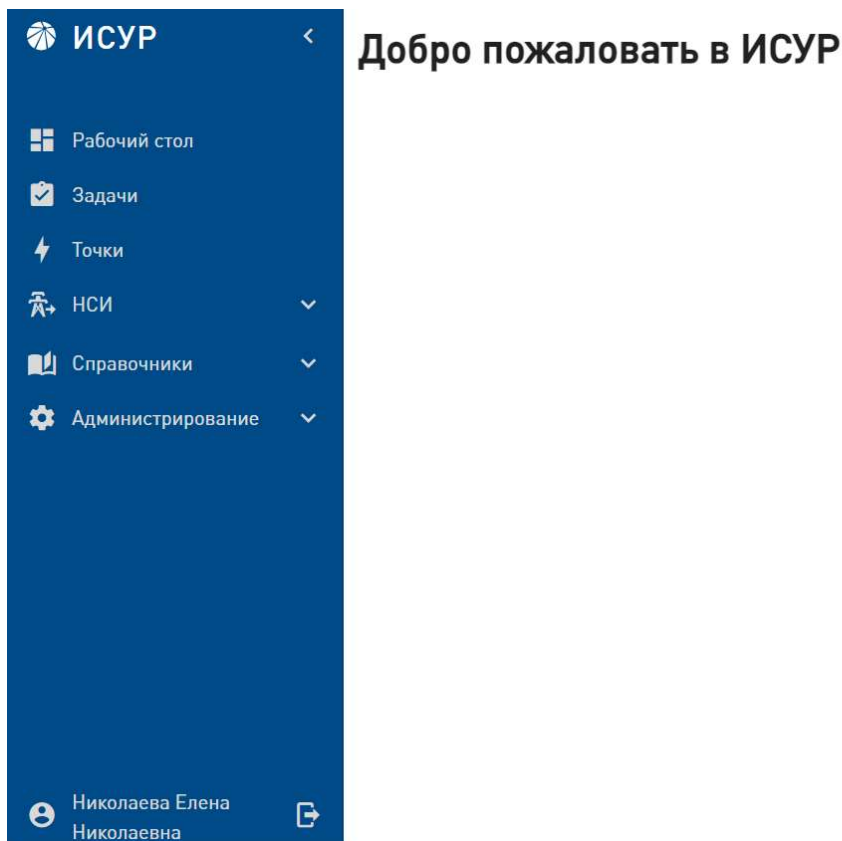 ИСУР
Добро пожаловать в ИСУР
Рабочий стол
Задачи
Точки
НСИ
Справочники
Администрирование
Николаева Елена
Николаевна